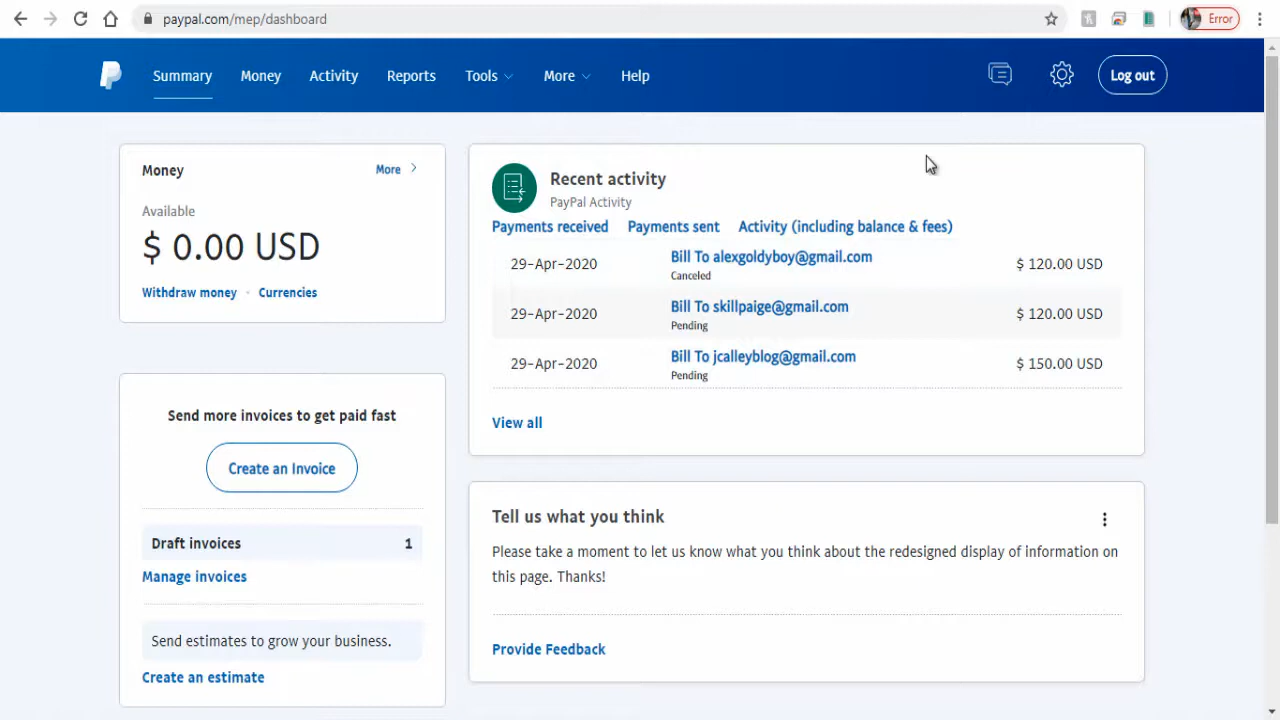 paypal.com/mep/dashboard
Error
Summary Money Activity Reports Tools More Help Log out
Money More
Available
$ 0.00 USD
Withdraw money • Currencies
Send more invoices to get paid fast
Create an Invoice
Draft invoices 1
Manage invoices
Send estimates to grow your business.
Create an estimate
Recent activity
PayPal Activity
Payments received Payments sent Activity (including balance & fees)
29-Apr-2020 Bill To alexgoldyboy@gmail.com $ 120.00 USD
Canceled
29-Apr-2020 Bill To skillpaige@gmail.com $ 120.00 USD
Pending
29-Apr-2020 Bill To jcalleyblog@gmail.com $ 150.00 USD
Pending
View all
Tell us what you think
Please take a moment to let us know what you think about the redesigned display of information on
this page. Thanks!
Provide Feedback